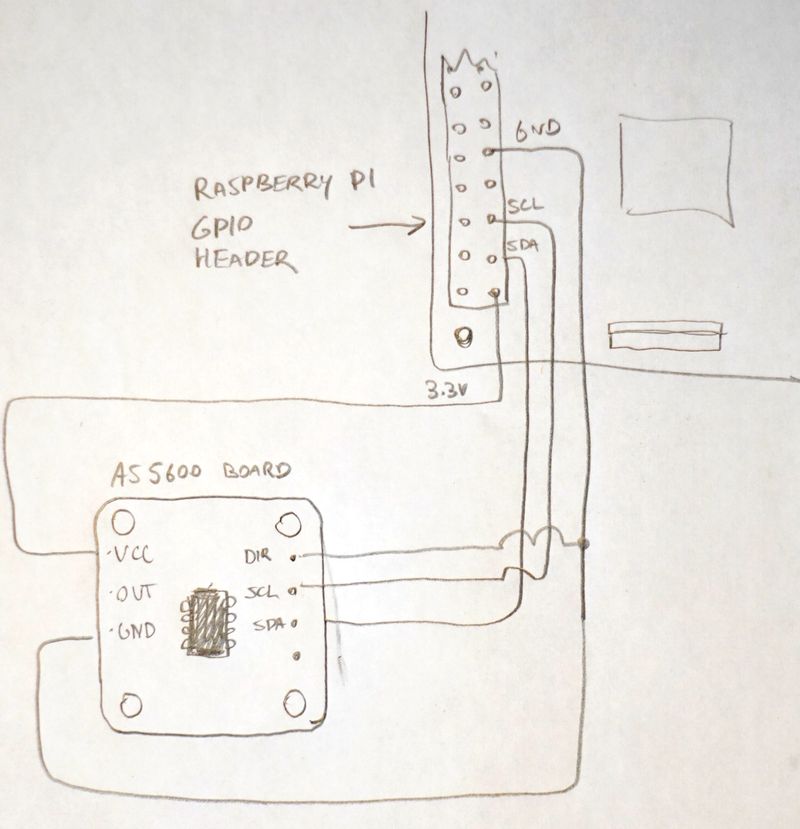 GND
RASPBERRY PI
GPIO
HEADER
SCL
SDA
3.3V
AS5600 BOARD
VCC
DIR
OUT
SCL
GND
SDA